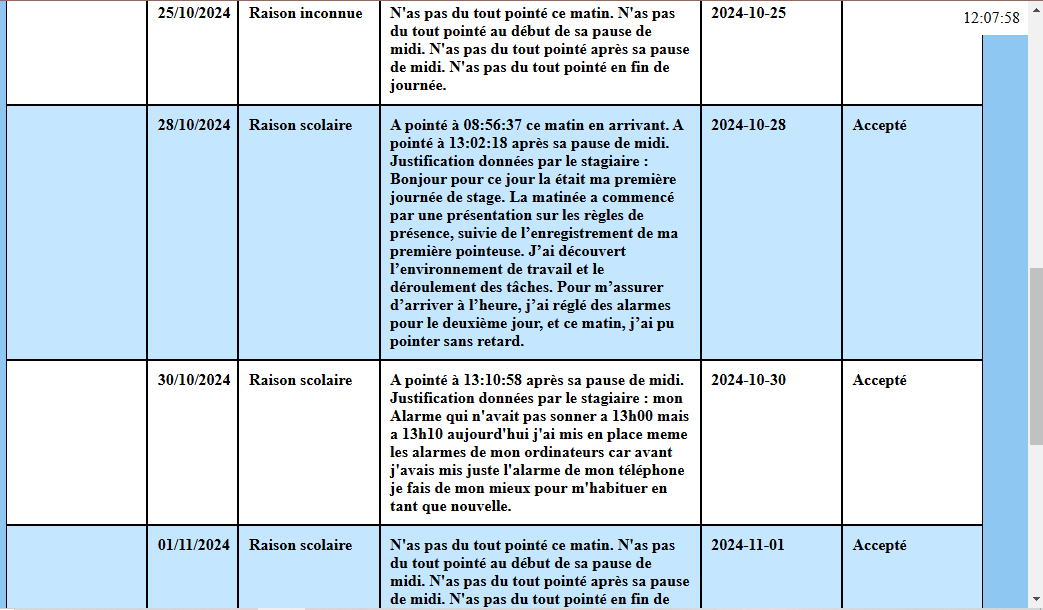 12:07:58
25/10/2024 Raison inconnue N'as pas du tout pointé ce matin. N'as 2024-10-25
pas du tout pointé au début de sa pause de
midi. N'as pas du tout pointé après sa pause
de midi. N'as pas du tout pointé en fin de
journée.
28/10/2024 Raison scolaire A pointé à 08:56:37 ce matin en arrivant. A 2024-10-28 Accepté
pointé à 13:02:18 après sa pause de midi.
Justification données par le stagiaire :
Bonjour pour ce jour la était ma première
journée de stage. La matinée a commencé
par une présentation sur les règles de
présence, suivie de l’enregistrement de ma
première pointeuse. J’ai découvert
l’environnement de travail et le
déroulement des tâches. Pour m’assurer
d’arriver à l’heure, j’ai réglé des alarmes
pour le deuxième jour, et ce matin, j’ai pu
pointer sans retard.
30/10/2024 Raison scolaire A pointé à 13:10:58 après sa pause de midi. 2024-10-30 Accepté
Justification données par le stagiaire : mon
Alarme qui n'avait pas sonner a 13h00 mais
a 13h10 aujourd'hui j'ai mis en place meme
les alarmes de mon ordinateurs car avant
j'avais mis juste l'alarme de mon téléphone
je fais de mon mieux pour m'habituer en
tant que nouvelle.
01/11/2024 Raison scolaire N'as pas du tout pointé ce matin. N'as 2024-11-01 Accepté
pas du tout pointé au début de sa pause de
midi. N'as pas du tout pointé après sa pause
de midi. N'as pas du tout pointé en fin de